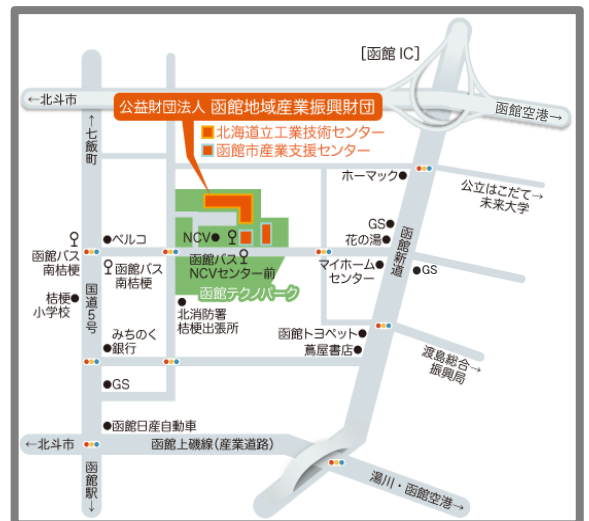 [函館IC]
←北斗市
函館空港→
←七飯町
公益財団法人 函館地域産業振興財団
北海道立工業技術センター
函館市産業支援センター
ホーマック
公立はこだて→
未来大学
GS
花の湯
函館新道
ベルコ
NCV
函館バス
南桔梗
函館バス
南桔梗
函館バス
NCVセンター前
マイホーム
センター
GS
函館テクノパーク
桔梗
小学校
国道5号
北消防署
桔梗出張所
みちのく
銀行
函館トヨペット
蔦屋書店
渡島総合→
振興局
GS
函館日産自動車
←北斗市
函館上磯線(産業道路)
函館駅→
湯川・函館空港→